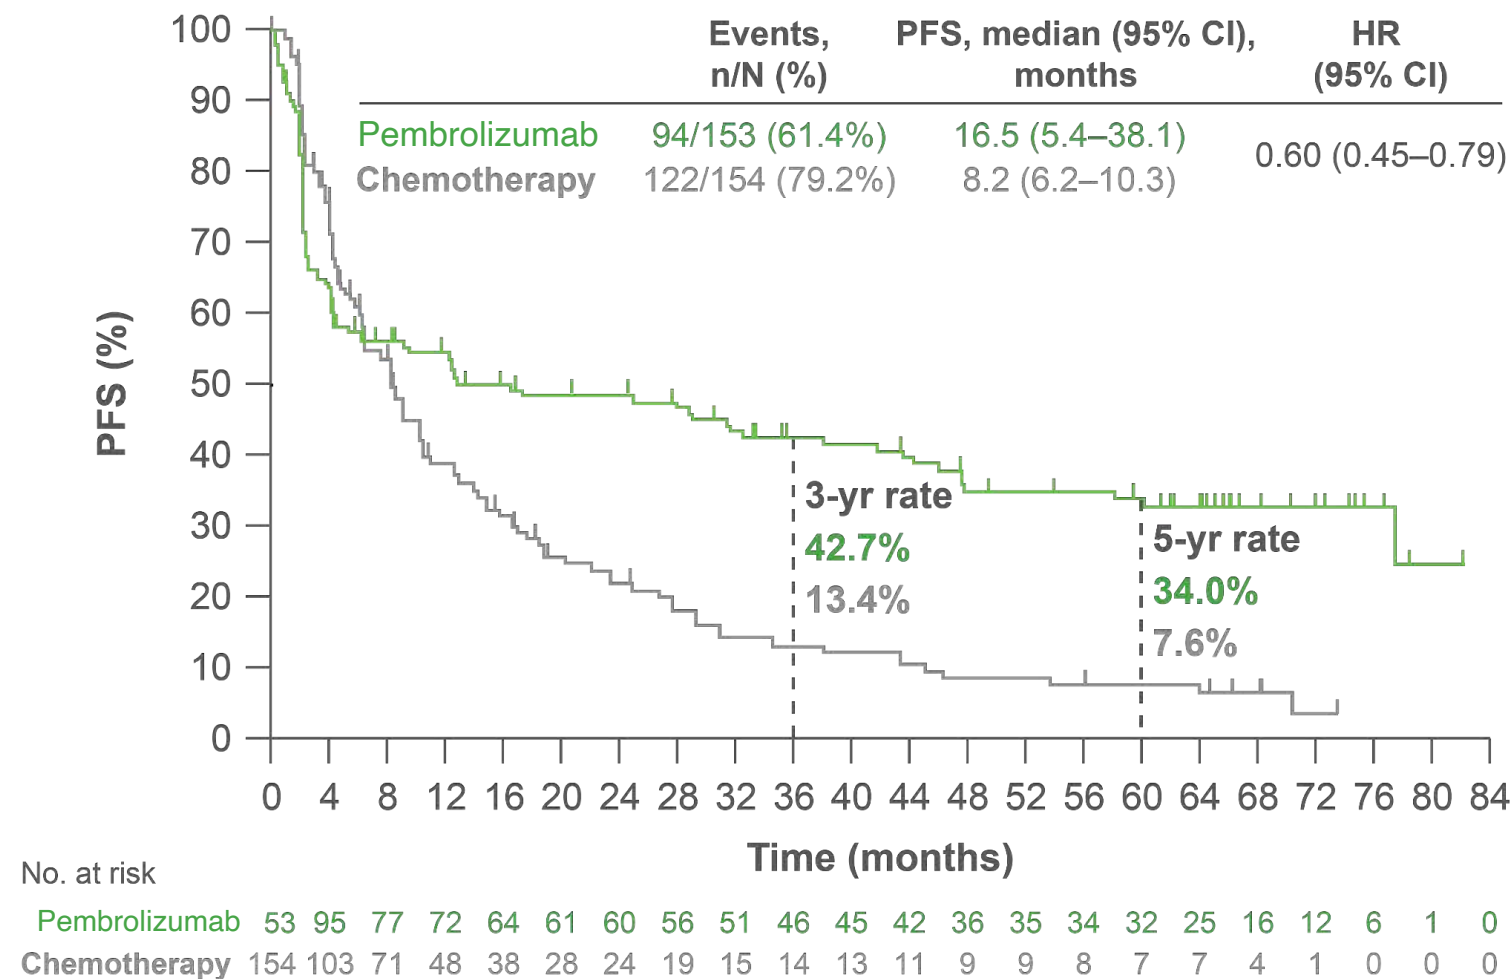 Events, PFS, median (95% CI), HR
n/N (%) months (95% CI)
Pembrolizumab 94/153 (61.4%) 16.5 (5.4–38.1)
0.60 (0.45–0.79)
Chemotherapy 122/154 (79.2%) 8.2 (6.2–10.3)
PFS (%)
100
90
80
70
60
50
40
30
20
10
0
3-yr rate
42.7%
13.4%
5-yr rate
34.0%
7.6%
0 4 8 12 16 20 24 28 32 36 40 44 48 52 56 60 64 68 72 76 80 84
Time (months)
No. at risk
Pembrolizumab 53 95 77 72 64 61 60 56 51 46 45 42 36 35 34 32 25 16 12 6 1 0
Chemotherapy 154 103 71 48 38 28 24 19 15 14 13 11 9 9 8 7 7 4 1 0 0 0